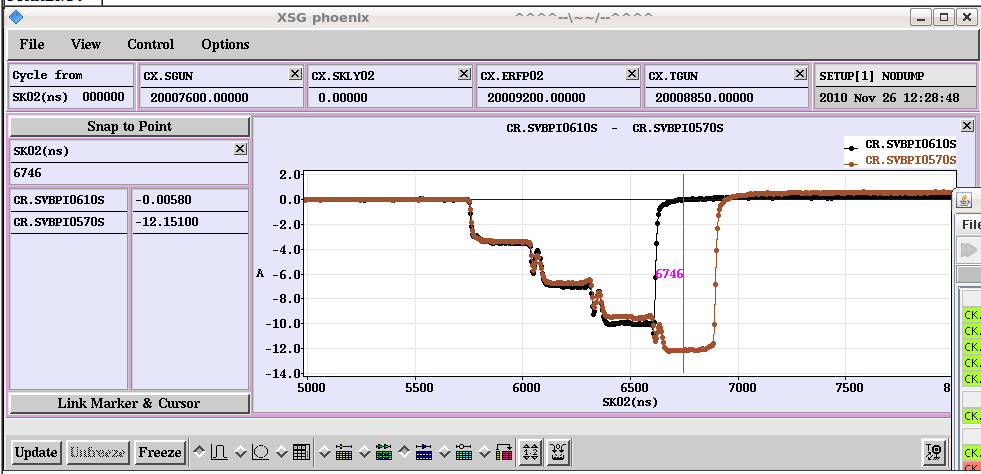 XSG phoenix ^^^^--\~~/--^^^^
File View Control Options
Cycle from
SK02(ns) 000000
CX.SGUN
20007600.00000
CX.SKLY02
0.00000
CX.ERFP02
20009200.00000
CX.TGUN
20008850.00000
SETUP[1] NODUMP
2010 Nov 26 12:28:48
Snap to Point
SK02(ns)
6746
CR.SVBPI0610S -0.00580
CR.SVBPI0570S -12.15100
Link Marker & Cursor
CR.SVBPI0610S - CR.SVBPI0570S
CR.SVBPI0610S
CR.SVBPI0570S
2.0
0.0
-2.0
-4.0
A
-6.0
6746
-8.0
-10.0
-12.0
-14.0
5000 5500 6000 6500 7000 7500
SK02(ns)
File
CK.
CK.
CK.
CK.
CK.
CK.
CK.
CK.
Update Unfreeze Freeze
1-2